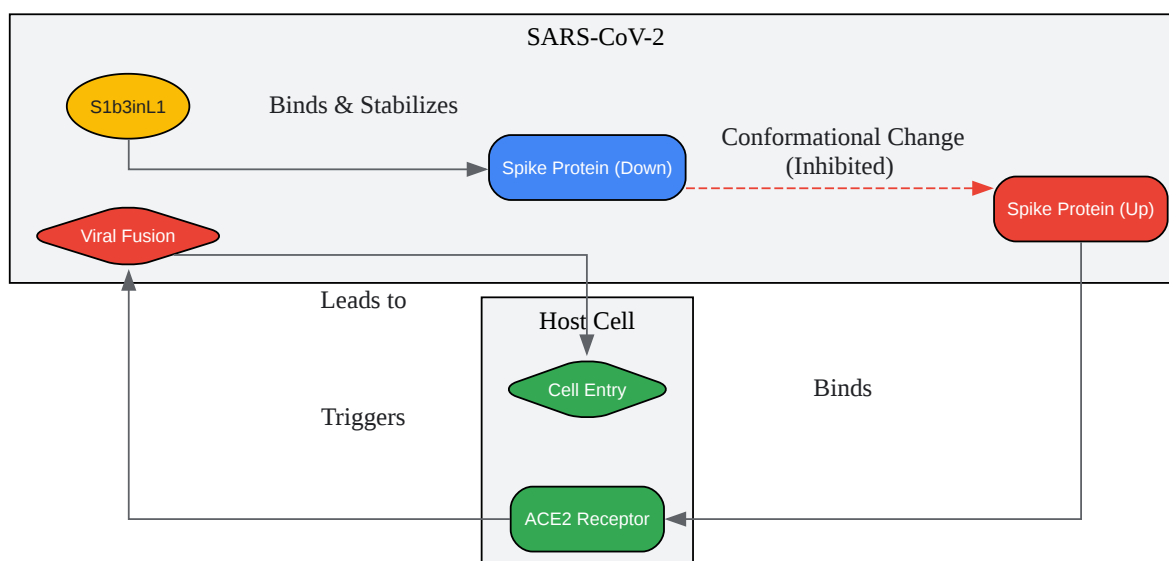 SARS-CoV-2
S1b3inL1
Binds & Stabilizes
Spike Protein (Down)
Conformational Change
(Inhibited)
Spike Protein (Up)
Viral Fusion
Leads to
Host Cell
Cell Entry
Binds
Triggers
ACE2 Receptor